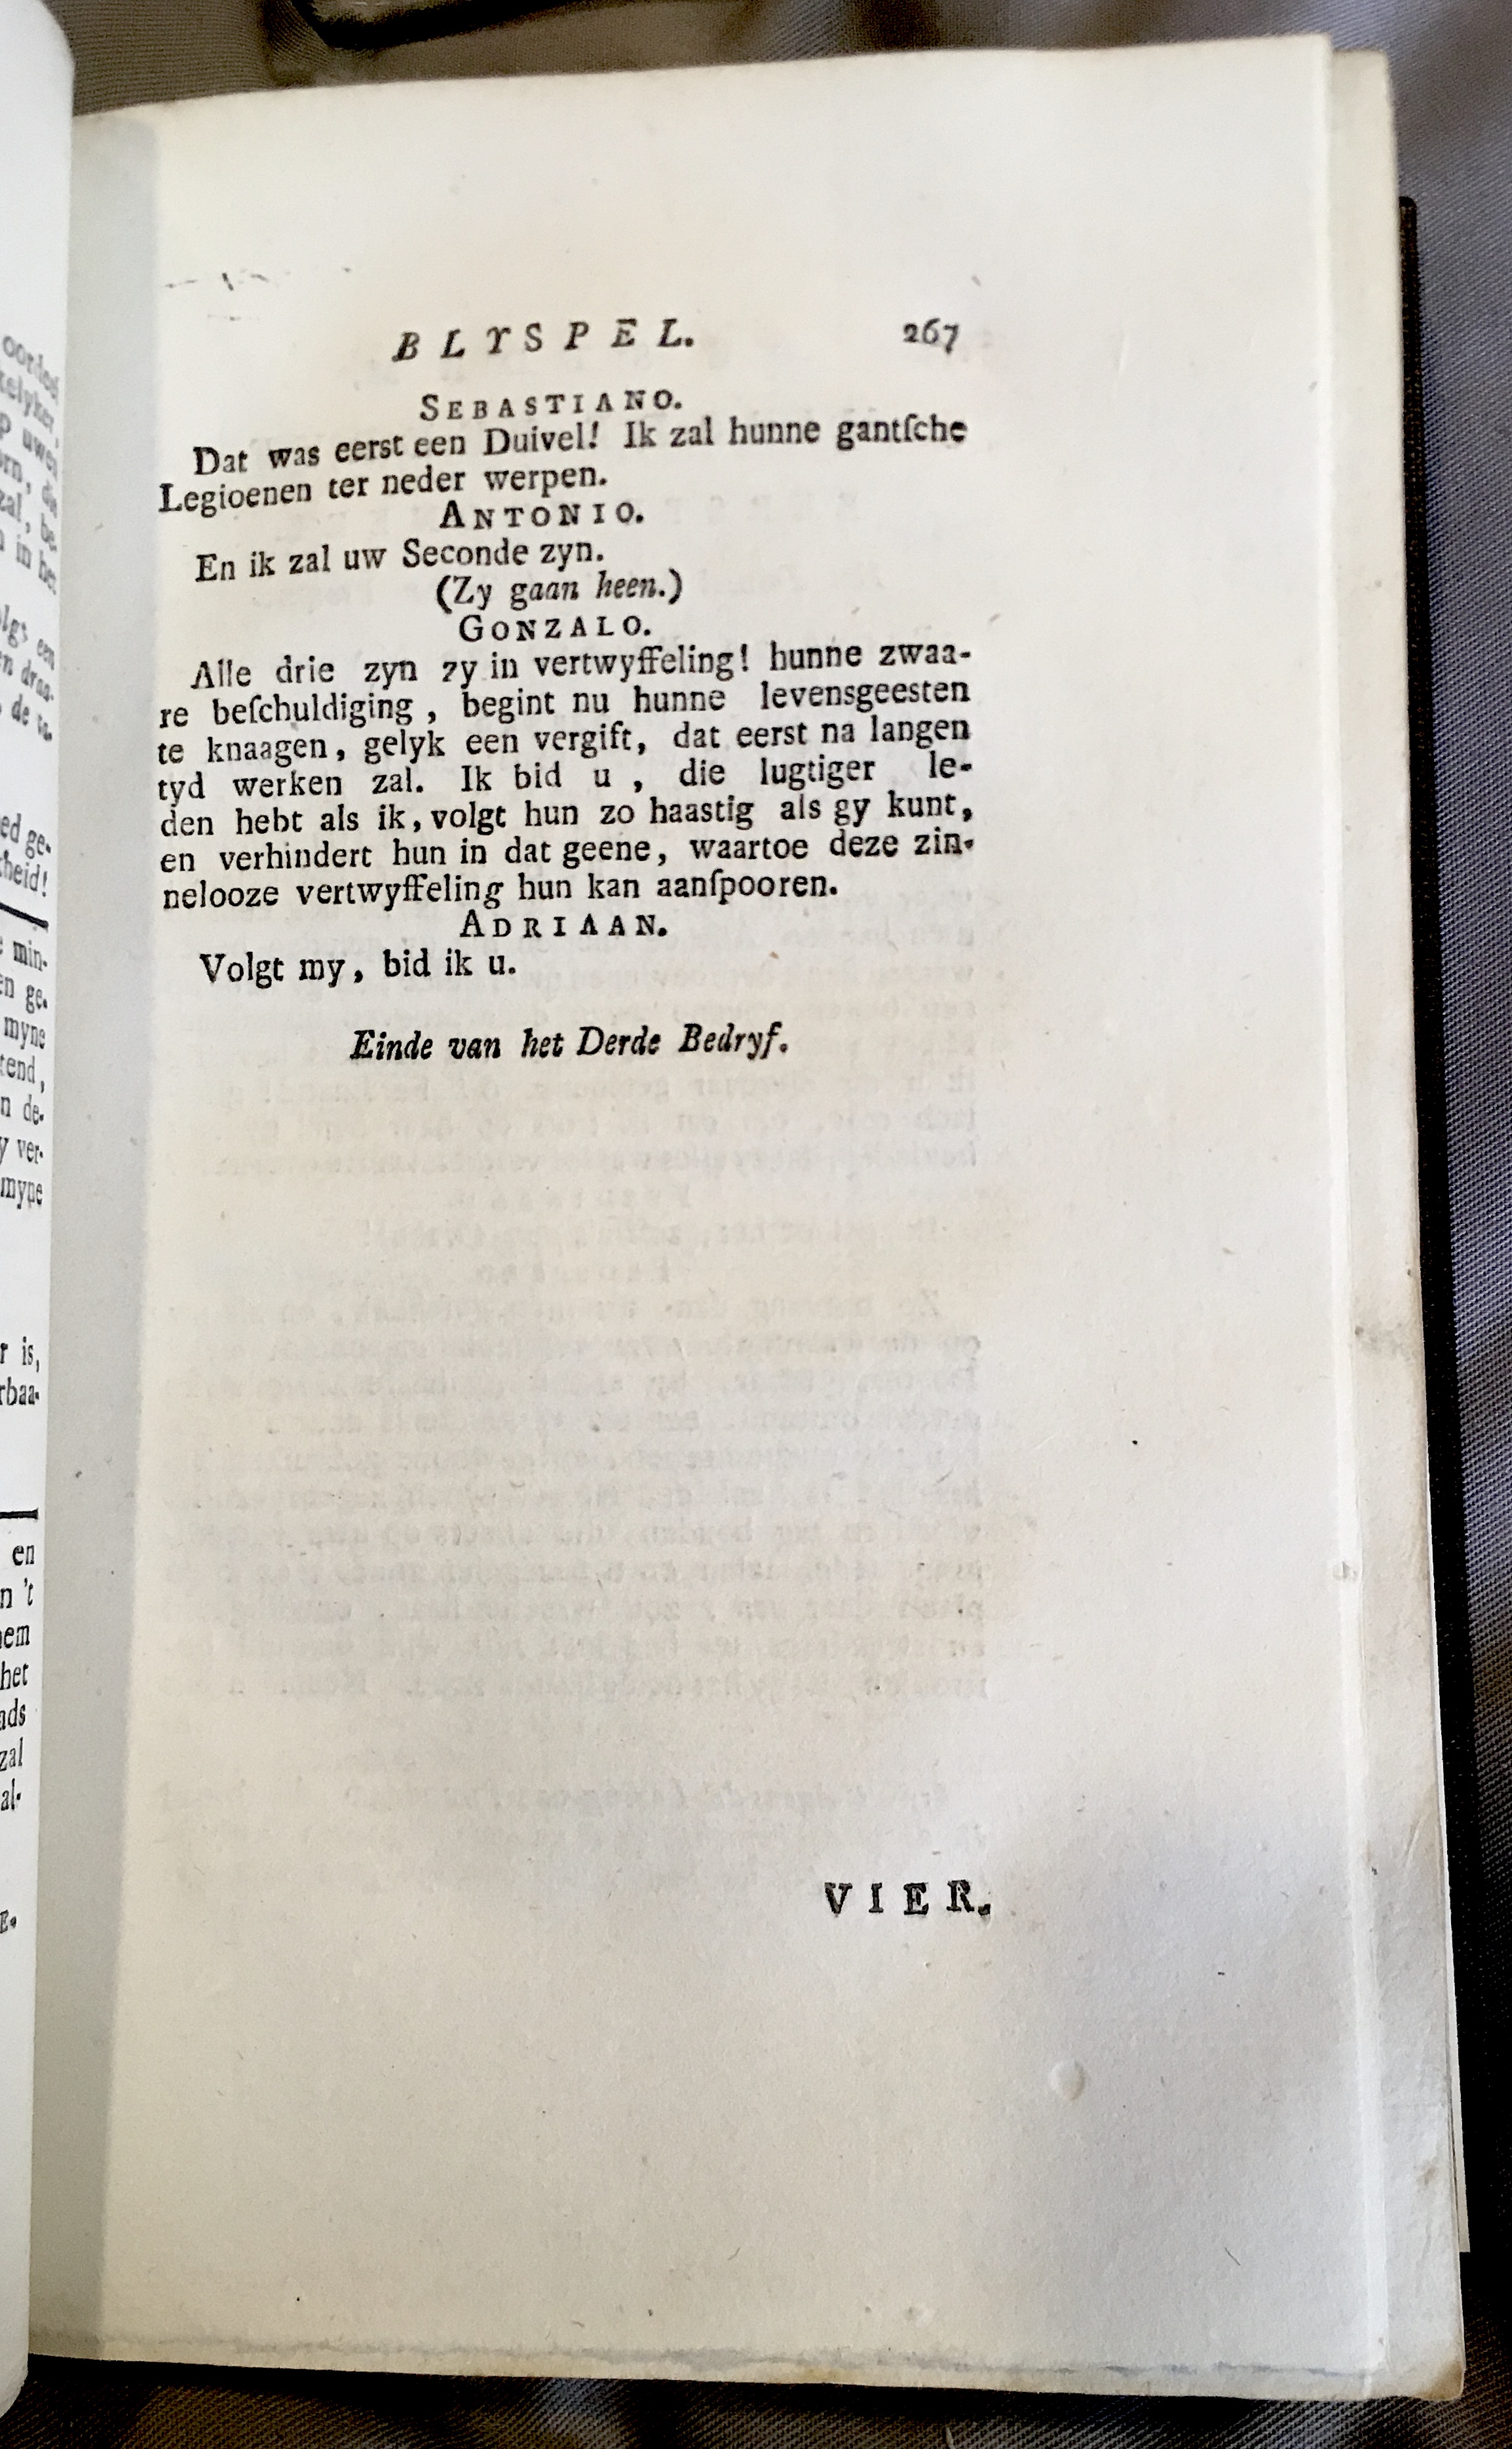 BLYSPEL. 267
SEBASTIANO.
Dat was eerst een Duivel! Ik zal hunne gantſche
Legioenen ter neder werpen.
ANTONIO.
En ik zal uw Seconde zyn.
(Zy gaan heen.)
GONZALO.
Alle drie zyn zy in vertwyffeling! hunne zwaa-
re beſchuldiging, begint nu hunne levensgeesten
te knaagen, gelyk een vergift, dat eerst na langen
tyd werken zal. Ik bid u, die lugtiger le-
den hebt als ik, volgt hun zo haastig als gy kunt,
en verhindert hun in dat geene, waartoe deze zin-
nelooze vertwyffeling hun kan aanſpooren.
ADRIAAN.
Volgt my, bid ik u.
Einde van het Derde Bedryf.
VIER.